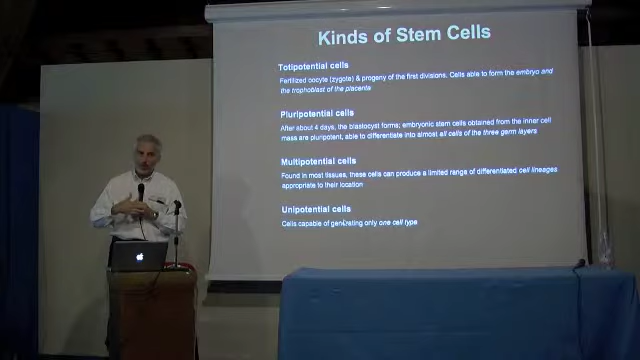 Kinds of Stem Cells
Totipotential cells
Fertilized oocyte (zygote) & progeny of the first divisions. Cells able to form the embryo and
the trophoblast of the placenta
Pluripotential cells
After about 4 days, the blastocyst forms; embryonic stem cells obtained from the inner cell
mass are pluripotent, able to differentiate into almost all cells of the three germ layers
Multipotential cells
Found in most tissues, these cells can produce a limited range of differentiated cell lineages
appropriate to their location
Unipotential cells
Cells capable of generating only one cell type